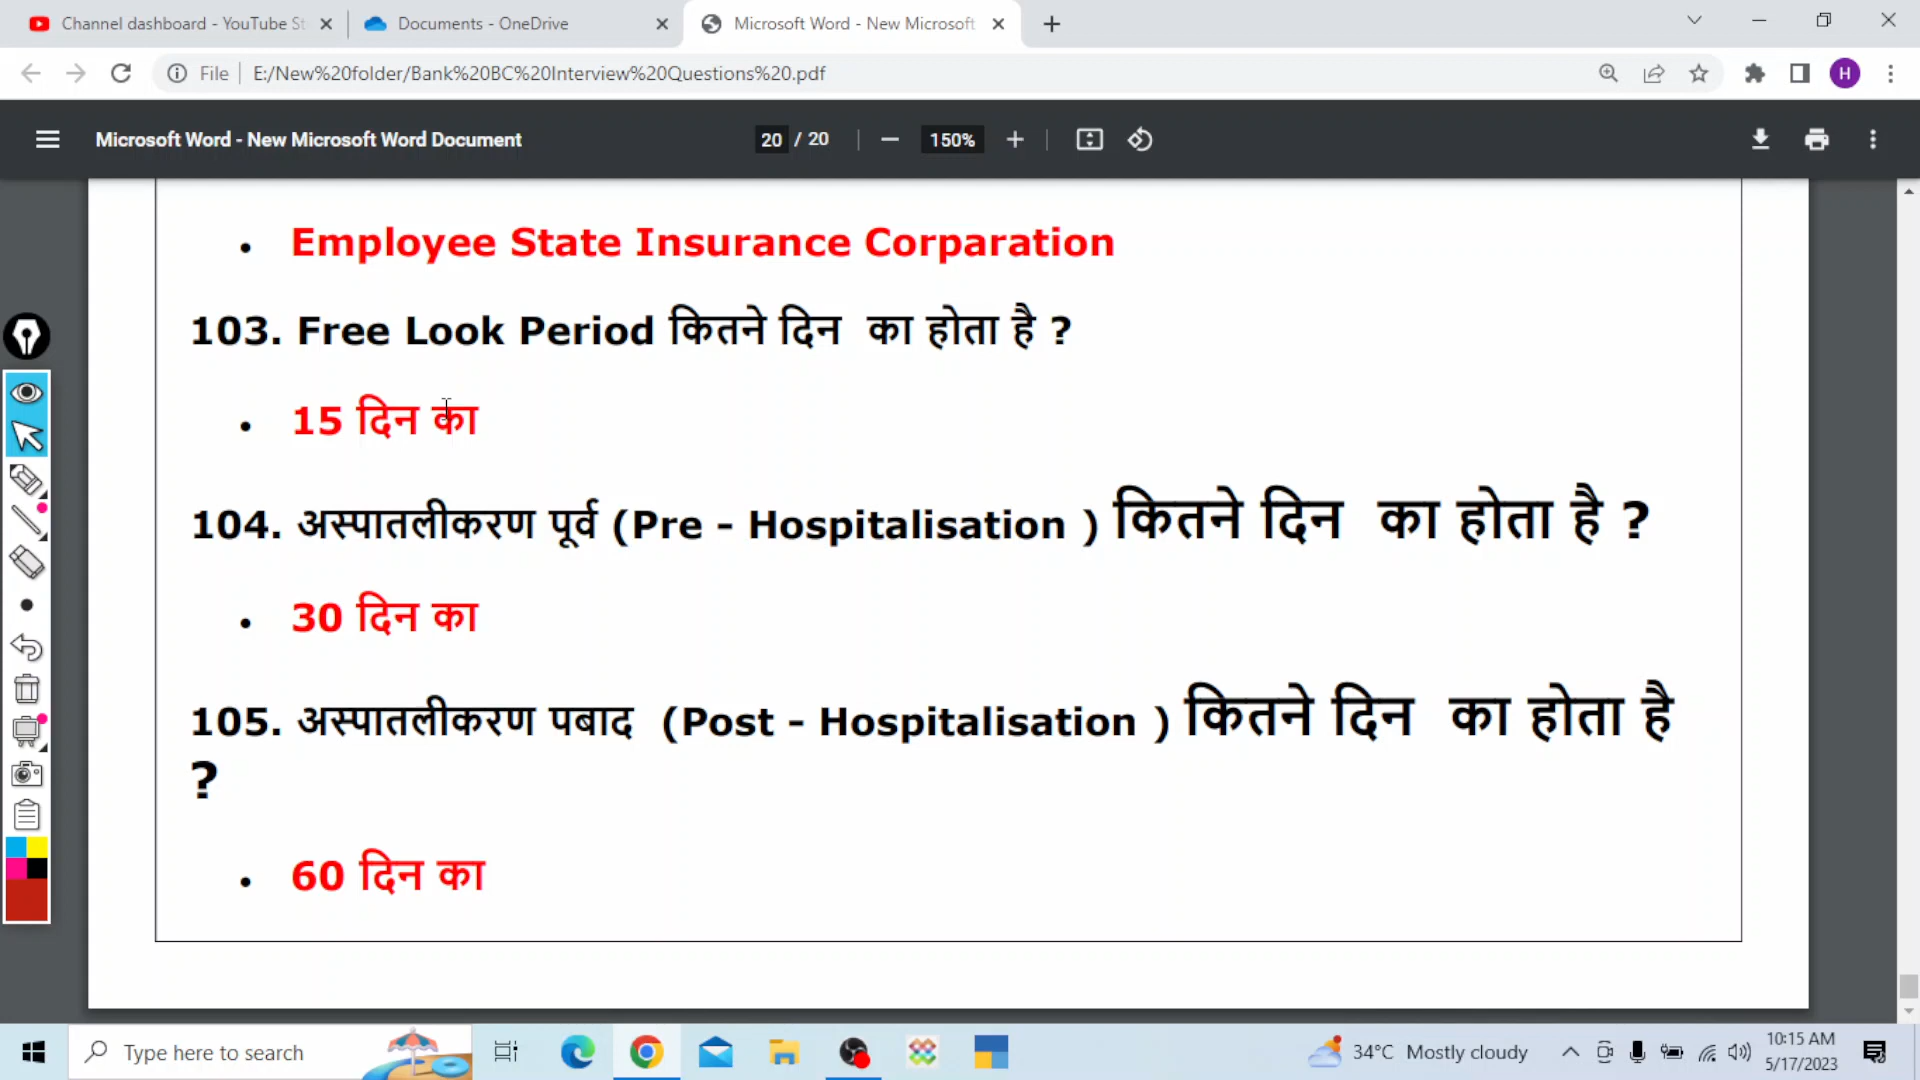 Channel dashboard - YouTube St
Documents - OneDrive
Microsoft Word - New Microsoft
File
E:/New%20folder/Bank%20BC%20Interview%20Questions%20.pdf
H
Microsoft Word - New Microsoft Word Document
20 / 20
150%
• Employee State Insurance Corparation
103. Free Look Period कितने दिन का होता है ?
• 15 दिन का
104. अस्पातलीकरण पूर्व (Pre - Hospitalisation ) कितने दिन का होता है ?
• 30 दिन का
105. अस्पातलीकरण पबाद (Post - Hospitalisation ) कितने दिन का होता है
?
• 60 दिन का
Type here to search
34°C Mostly cloudy
10:15 AM
5/17/2023